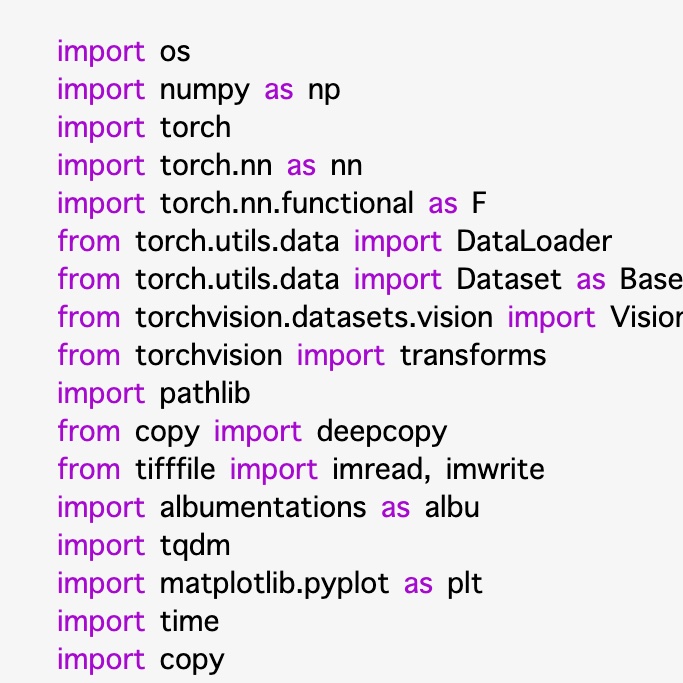 import os
import numpy as np
import torch
import torch.nn as nn
import torch.nn.functional as F
from torch.utils.data import DataLoader
from torch.utils.data import Dataset as Base
from torchvision.datasets.vision import Vision
from torchvision import transforms
import pathlib
from copy import deepcopy
from tifffile import imread, imwrite
import albumentations as albu
import tqdm
import matplotlib.pyplot as plt
import time
import copy